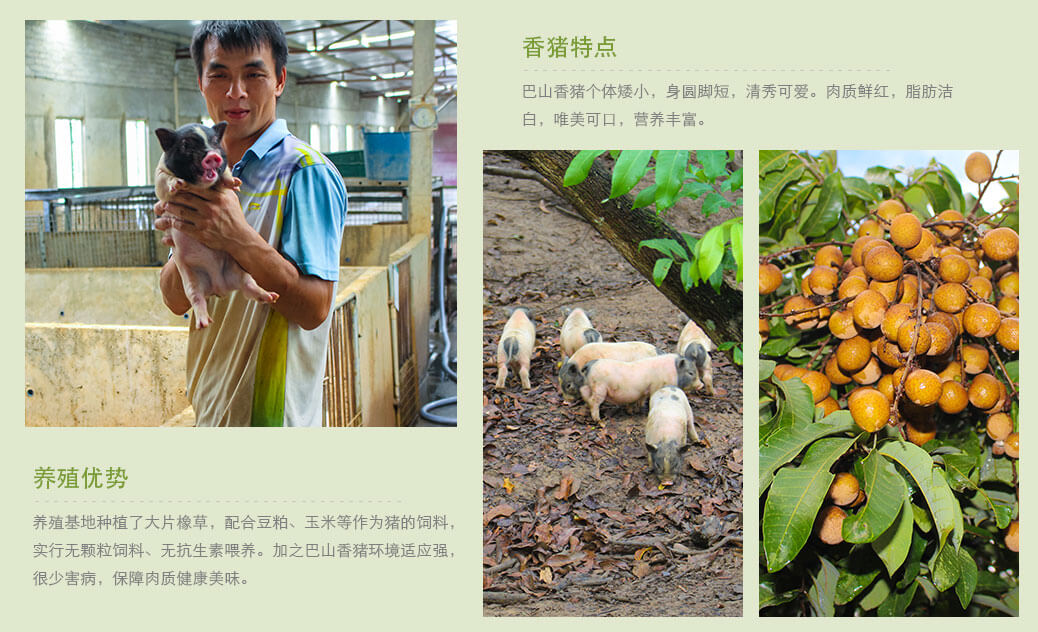 香猪特点
巴山香猪个体矮小，身圆脚短，清秀可爱。肉质鲜红，脂肪洁
白，唯美可口，营养丰富。
养殖优势
养殖基地种植了大片橡草，配合豆粕、玉米等作为猪的饲料，
实行无颗粒饲料、无抗生素喂养。加之巴山香猪环境适应强，
很少害病，保障肉质健康美味。